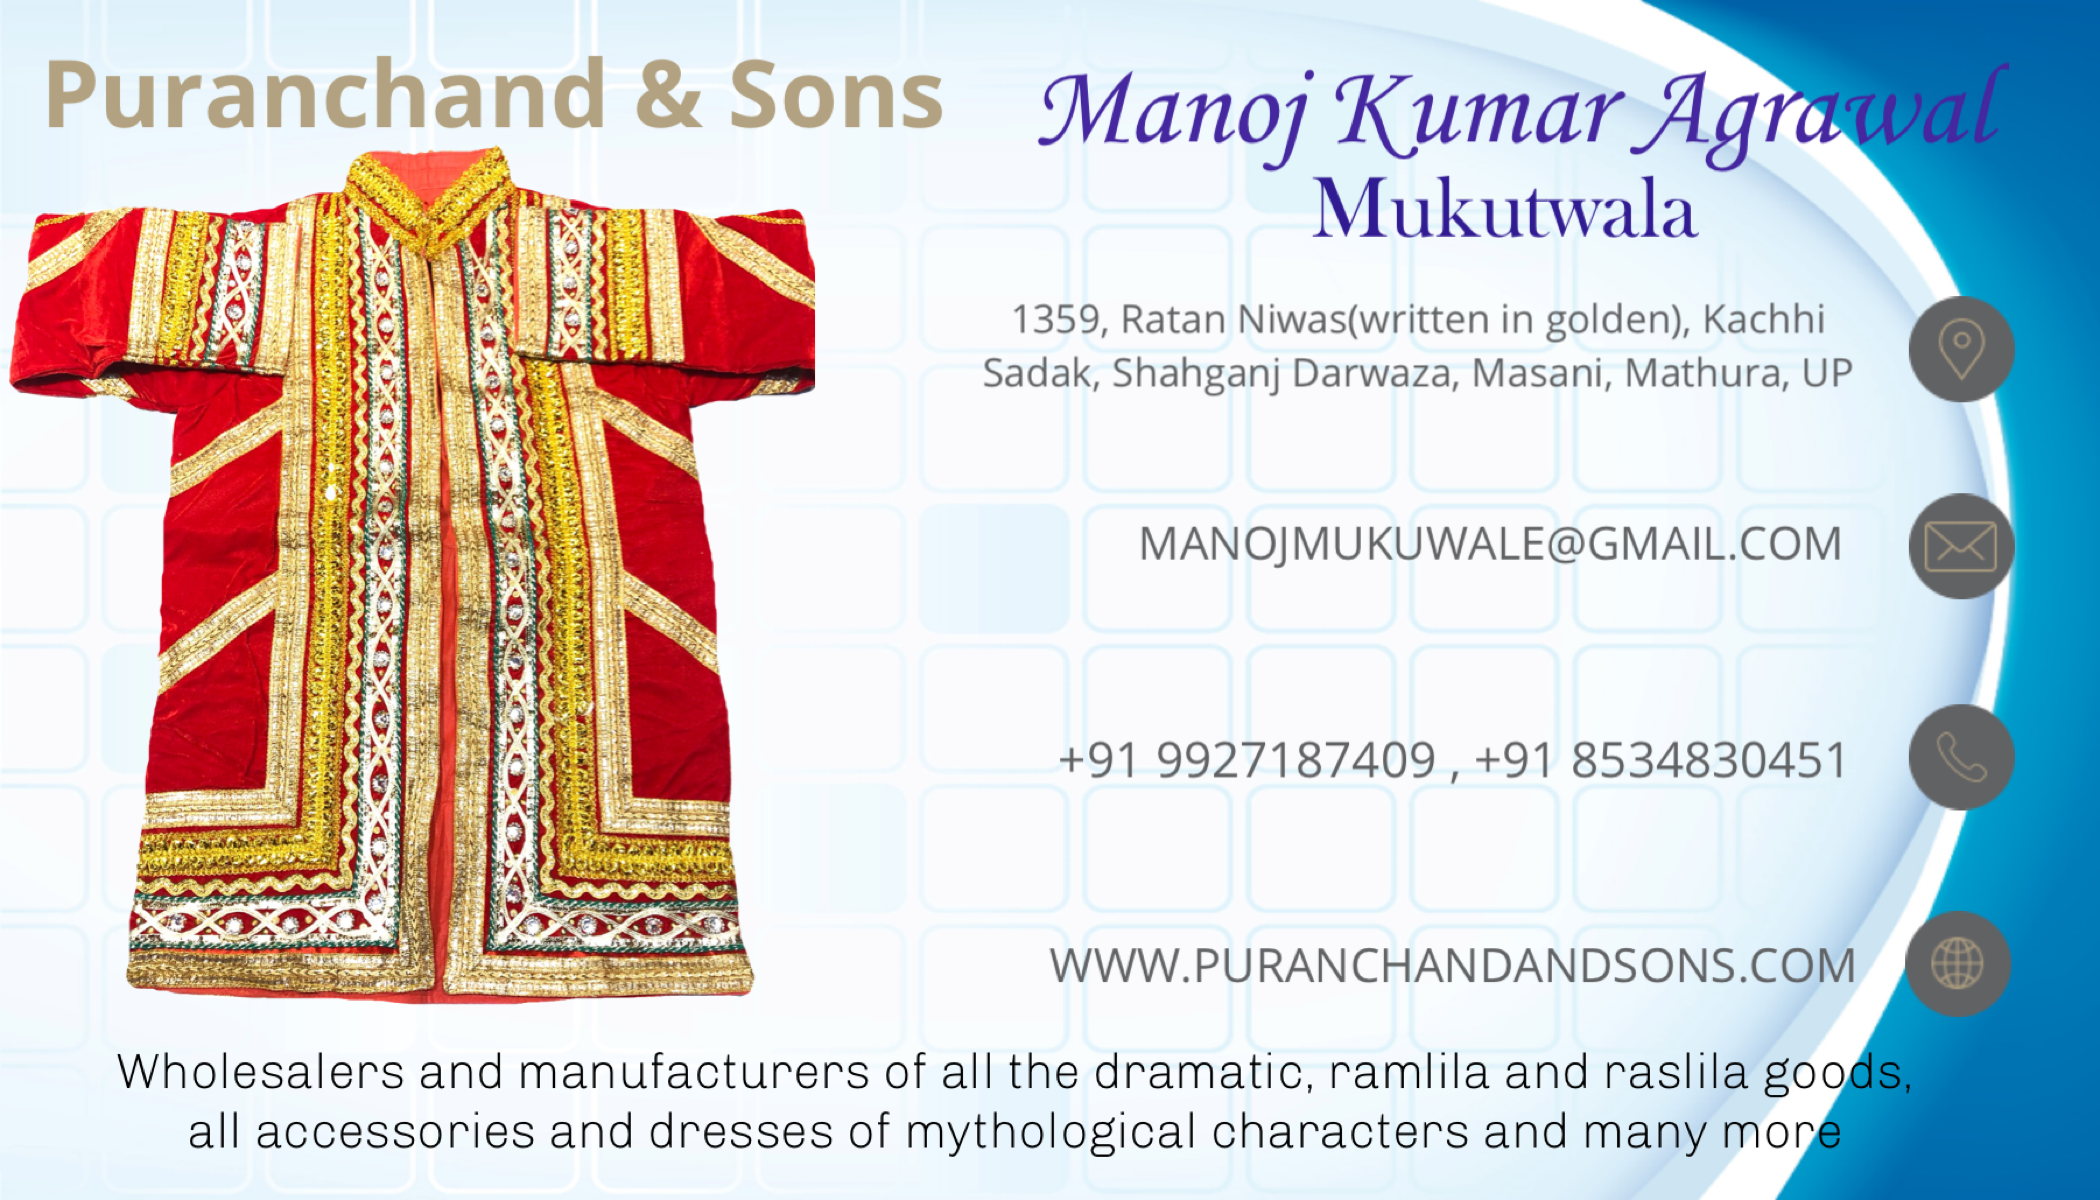 Puranchand & Sons
Manoj Kumar Agrawal
Mukutwala
1359, Ratan Niwas(written in golden), Kachhi
Sadak, Shahganj Darwaza, Masani, Mathura, UP
MANOJMUKUWALE@GMAIL.COM
+91 9927187409 , +91 8534830451
WWW.PURANCHANDANDSONS.COM
Wholesalers and manufacturers of all the dramatic, ramlila and raslila goods,
all accessories and dresses of mythological characters and many more